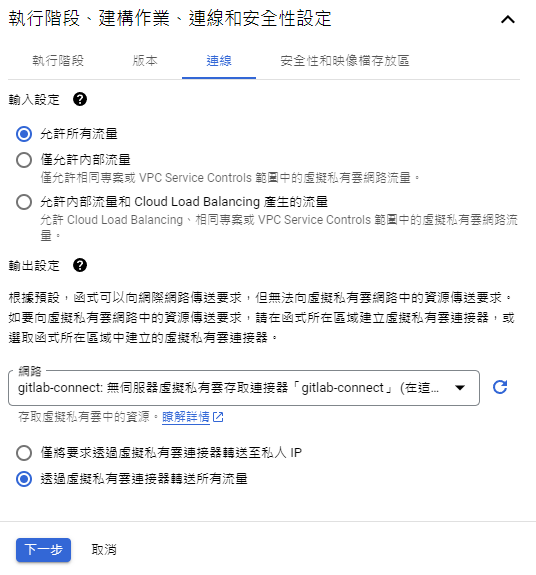 執行階段、建構作業、連線和安全性設定
執行階段 版本 連線 安全性和映像檔存放區
輸入設定
允許所有流量
僅允許內部流量
僅允許相同專案或 VPC Service Controls 範圍中的虛擬私有雲網路流量。
允許內部流量和 Cloud Load Balancing 產生的流量
允許 Cloud Load Balancing、相同專案或 VPC Service Controls 範圍中的虛擬私有雲網路流
量。
輸出設定
根據預設，函式可以向網際網路傳送要求，但無法向虛擬私有雲網路中的資源傳送要求。
如要向虛擬私有雲網路中的資源傳送要求，請在函式所在區域建立虛擬私有雲連接器，或
選取函式所在區域中建立的虛擬私有雲連接器。
網路
gitlab-connect: 無伺服器虛擬私有雲存取連接器「gitlab-connect」 (在這...
存取虛擬私有雲中的資源。瞭解詳情
僅將要求透過虛擬私有雲連接器轉送至私人 IP
透過虛擬私有雲連接器轉送所有流量
下一步 取消